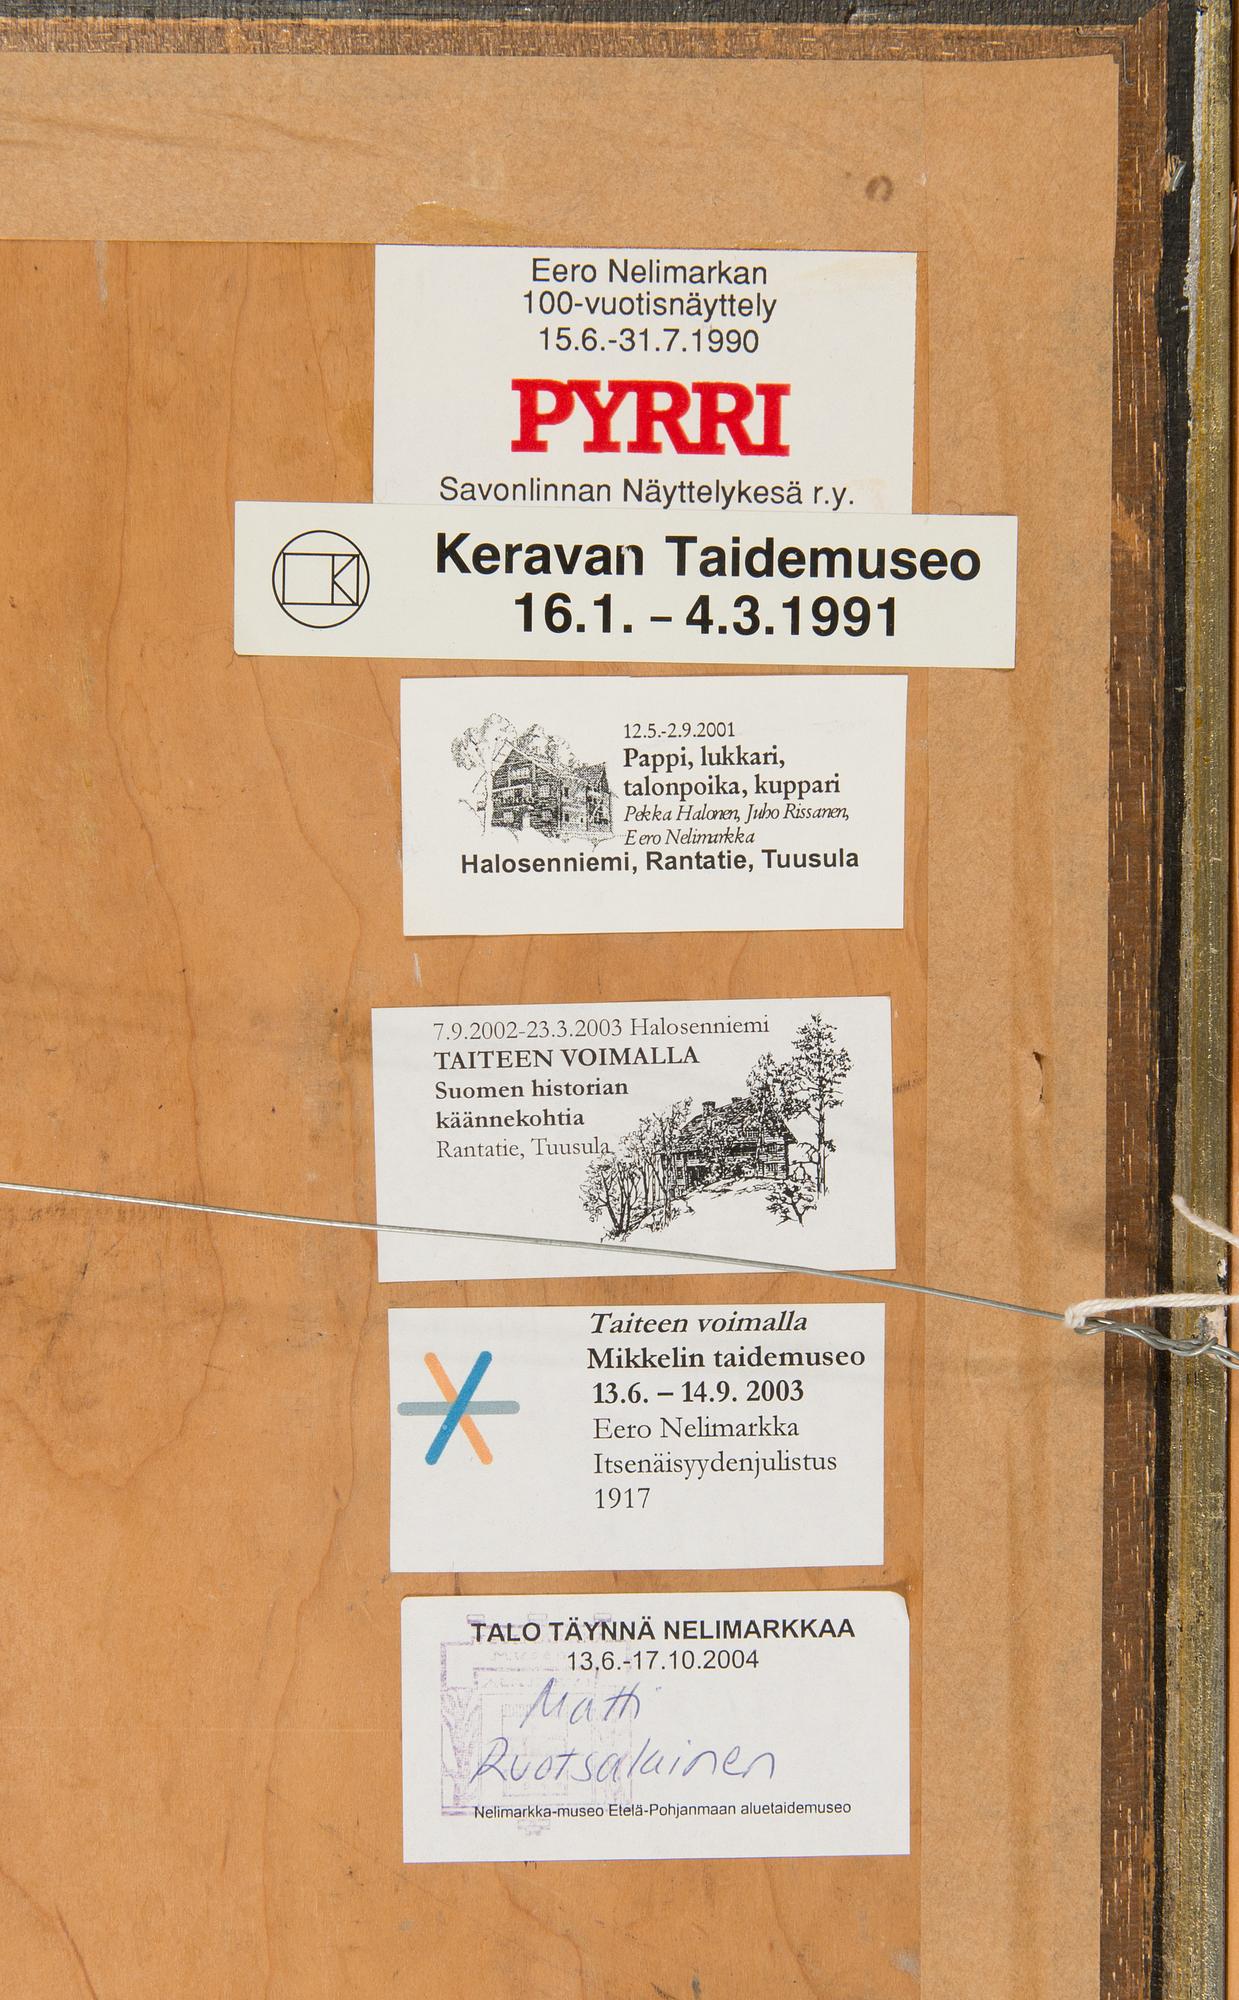 Eero Nelimarkan
100-vuotisnäyttely
15.6.-31.7.1990
PYRRI
Savonlinnan Näyttelykesä r.y.
K
Keravan Taidemuseo
16.1. – 4.3.1991
12.5.-2.9.2001
Pappi, lukkari,
talonpoika, kuppari
Pekka Halonen, Juho Rissanen,
Eero Nelimarkka
Halosenniemi, Rantatie, Tuusula
7.9.2002-23.3.2003 Halosenniemi
TAITEEN VOIMALLA
Suomen historian
käännekohtia
Rantatie, Tuusula
Taiteen voimalla
Mikkelin taidemuseo
13.6. – 14.9. 2003
Eero Nelimarkka
Itsenäisyydenjulistus
1917
TALO TÄYNNÄ NELIMARKKAA
13.6.-17.10.2004
Matti
Ruotsalainen
Nelimarkka-museo Etelä-Pohjanmaan aluetaidemuseo